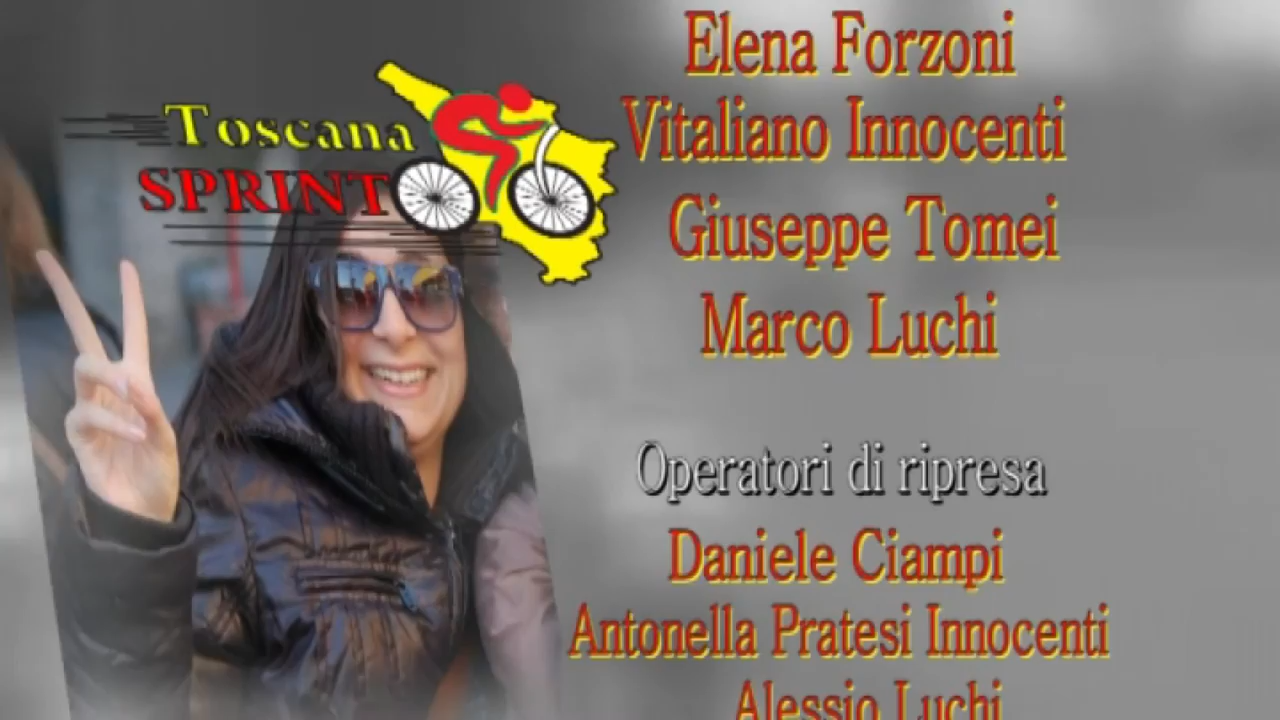 Toscana
SPRINT
Elena Forzoni
Vitaliano Innocenti
Giuseppe Tomei
Marco Luchi
Operatori di ripresa
Daniele Ciampi
Antonella Pratesi Innocenti
Alessio Luchi